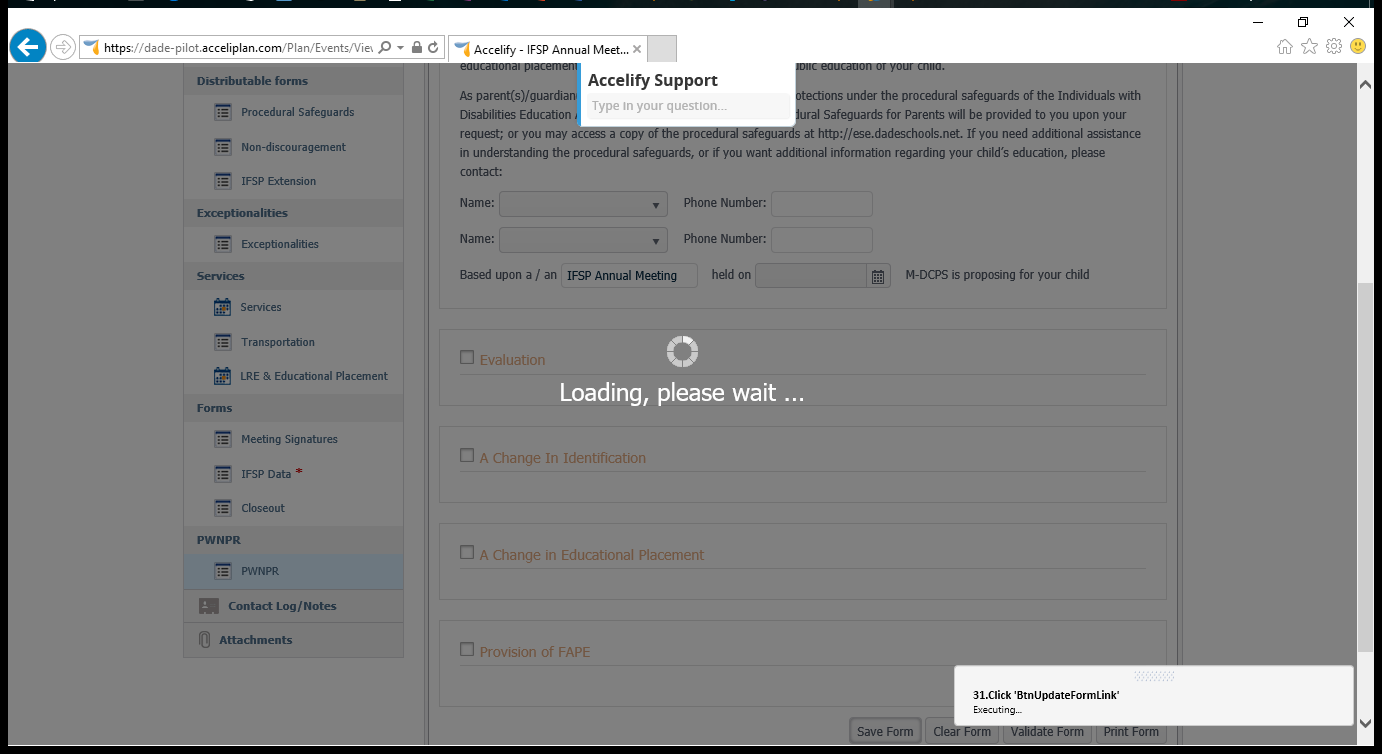 https://dade-pilot.acceliplan.com/Plan/Events/Viev
Accelify - IFSP Annual Meet...
Accelify Support
Type in your question...
Distributable forms
Procedural Safeguards
Non-discouragement
IFSP Extension
Exceptionalities
Exceptionalities
Services
Services
Transportation
LRE & Educational Placement
Forms
Meeting Signatures
IFSP Data *
Closeout
PWNPR
PWNPR
Contact Log/Notes
Attachments
educational placement blic education of your child.
As parent(s)/guardian otections under the procedural safeguards of the Individuals with
Disabilities Education dural Safeguards for Parents will be provided to you upon your
request; or you may access a copy of the procedural safeguards at http://ese.dadeschools.net. If you need additional assistance
in understanding the procedural safeguards, or if you want additional information regarding your child's education, please
contact:
Name: Phone Number:
Name: Phone Number:
Based upon a / an IFSP Annual Meeting held on M-DCPS is proposing for your child
Evaluation
Loading, please wait ...
A Change In Identification
A Change in Educational Placement
Provision of FAPE
31.Click 'BtnUpdateFormLink'
Executing...
Save Form Clear Form Validate Form Print Form